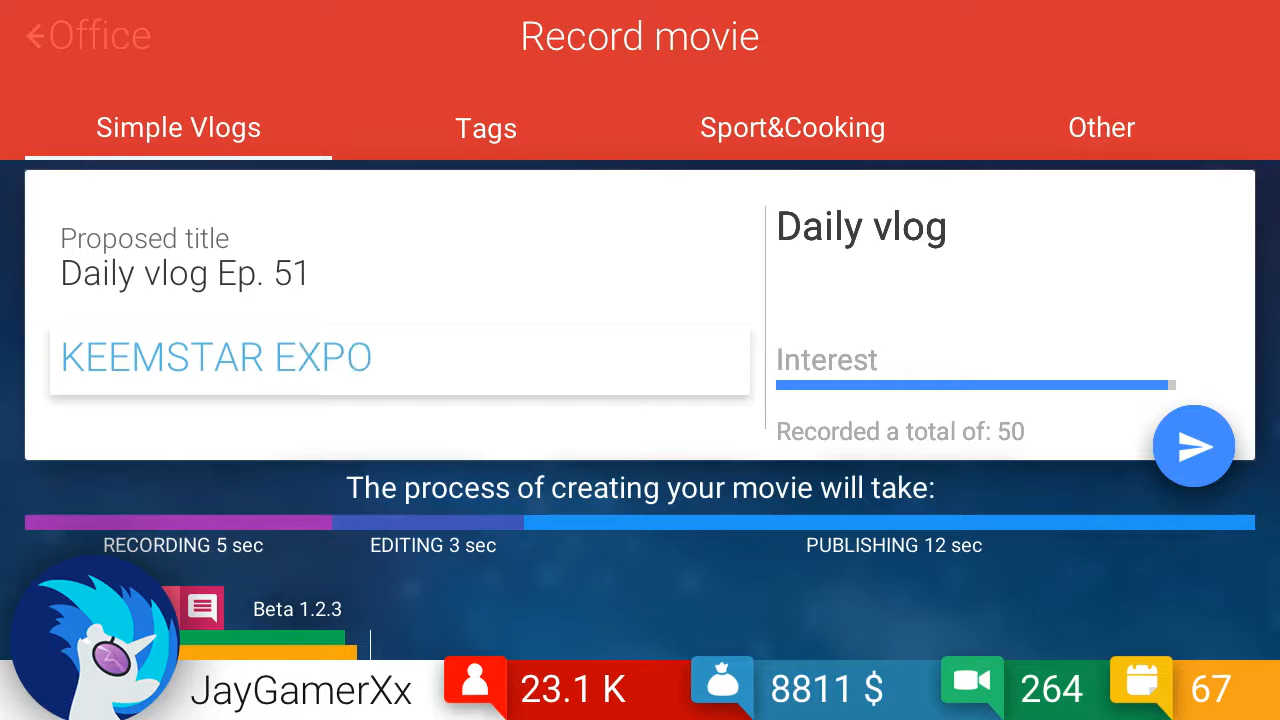 Office
Record movie
Simple Vlogs
Tags
Sport&Cooking
Other
Proposed title
Daily vlog Ep. 51
KEEMSTAR EXPO
Daily vlog
Interest
Recorded a total of: 50
The process of creating your movie will take:
RECORDING 5 sec
EDITING 3 sec
PUBLISHING 12 sec
Beta 1.2.3
JayGamerXx
23.1 K
8811 $
264
67